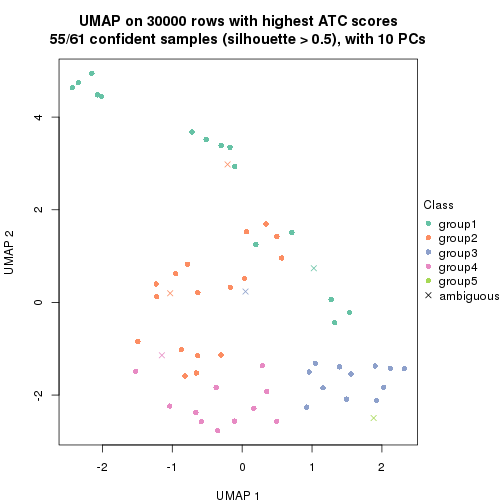 UMAP on 30000 rows with highest ATC scores
55/61 confident samples (silhouette > 0.5), with 10 PCs
UMAP 2
4
2
0
-2
-2
-1
0
1
2
UMAP 1
Class
group1
group2
group3
group4
group5
ambiguous